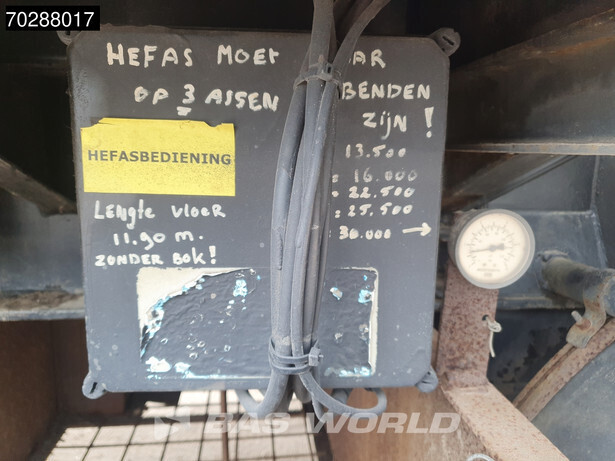 70288017
HEFAS MOET AR
OP 3 ASSEN BENDEN
ZIJN!
HEFASBEDIENING
13.500
= 16.000
= 22.500
: 25.500
: 30.000 →
LENGTE VLOER
11.90 M.
ZONDER BOK!
BAS WORLD